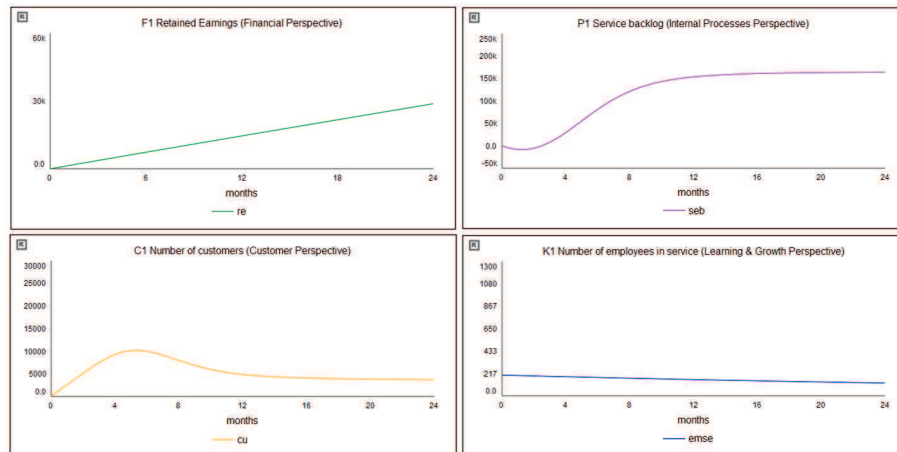 F1 Retained Earnings (Financial Perspective)
60k
30k
0.0
0
6
12
18
24
months
re
P1 Service backlog (Internal Processes Perspective)
250k
200k
150k
100k
50k
0.0
-50k
0
4
8
12
16
20
24
months
seb
C1 Number of customers (Customer Perspective)
30000
25000
20000
15000
10000
5000
0.0
0
4
8
12
16
20
24
months
cu
K1 Number of employees in service (Learning & Growth Perspective)
1300
1080
867
650
433
217
0.0
0
4
8
12
16
20
24
months
emse